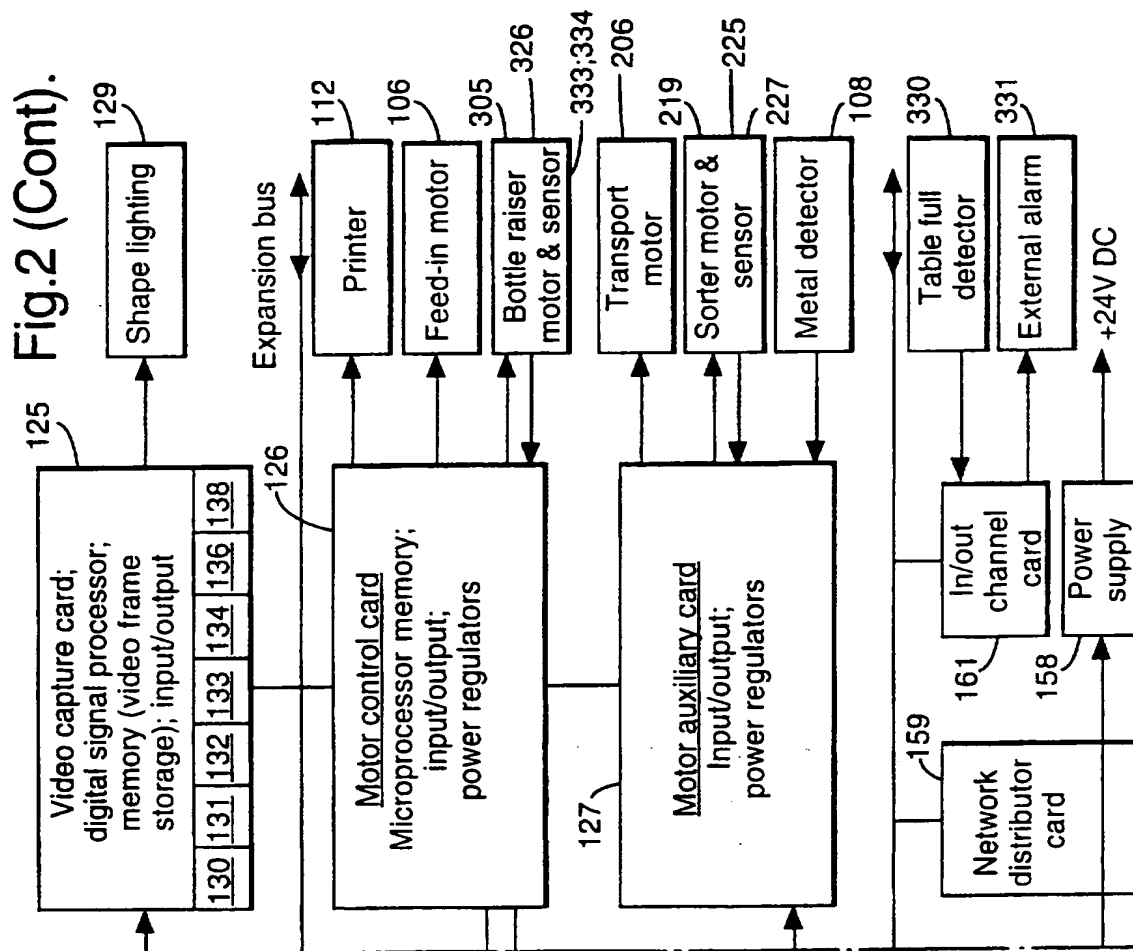 Fig.2 (Cont).
125
Video capture card;
digital signal processor;
memory (video frame
storage); input/output
130 131 132 133 134 136 138
Shape lighting
129
Expansion bus
126
Motor control card
Microprocessor memory;
input/output;
power regulators
Printer
112
Feed-in motor
106
Bottle raiser
motor & sensor
305
326
333;334
127
Motor auxiliary card
Input/output;
power regulators
Transport
motor
206
Sorter motor &
sensor
219
225
227
Metal detector
108
159
Network
distributor
card
In/out
channel
card
161
Table full
detector
330
External alarm
331
158
Power
supply
+24V DC